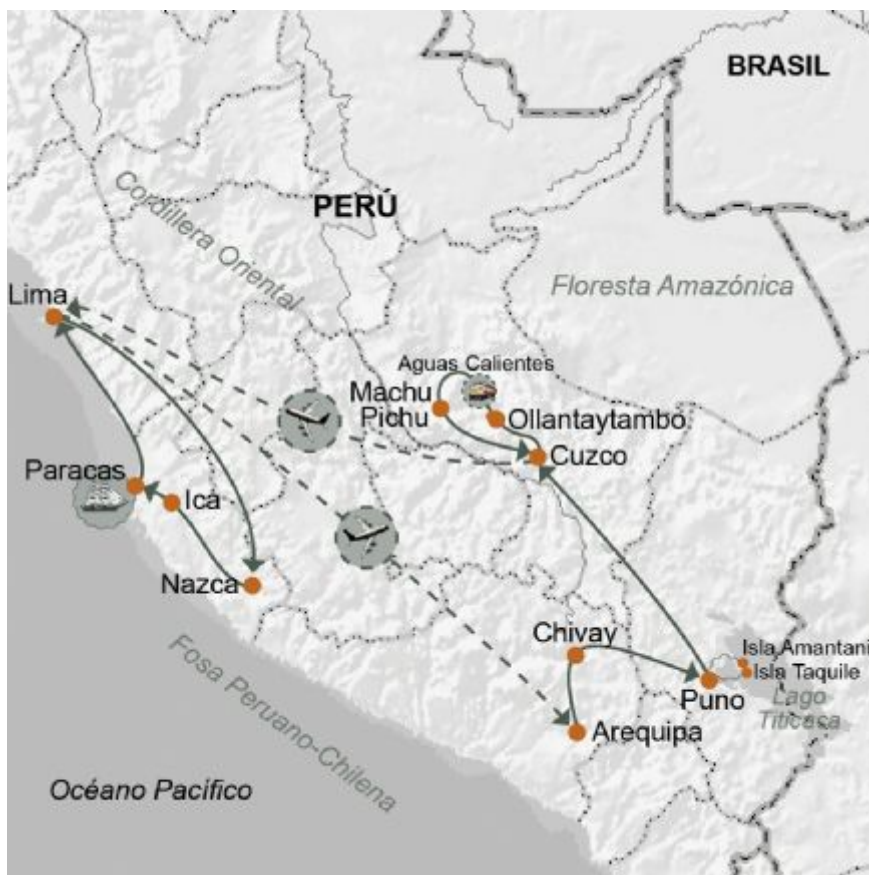 BRASIL
PERÚ
Cordillera Oriental
Floresta Amazónica
Lima
Aguas Calientes
Machu
Pichu
Ollantaytambo
Cuzco
Paracas
Ica
Nazca
Chivay
Isla Amantani
Isla Taquile
Puno
Lago
Titicaca
Arequipa
Fosa Peruano-Chilena
Océano Pacífico